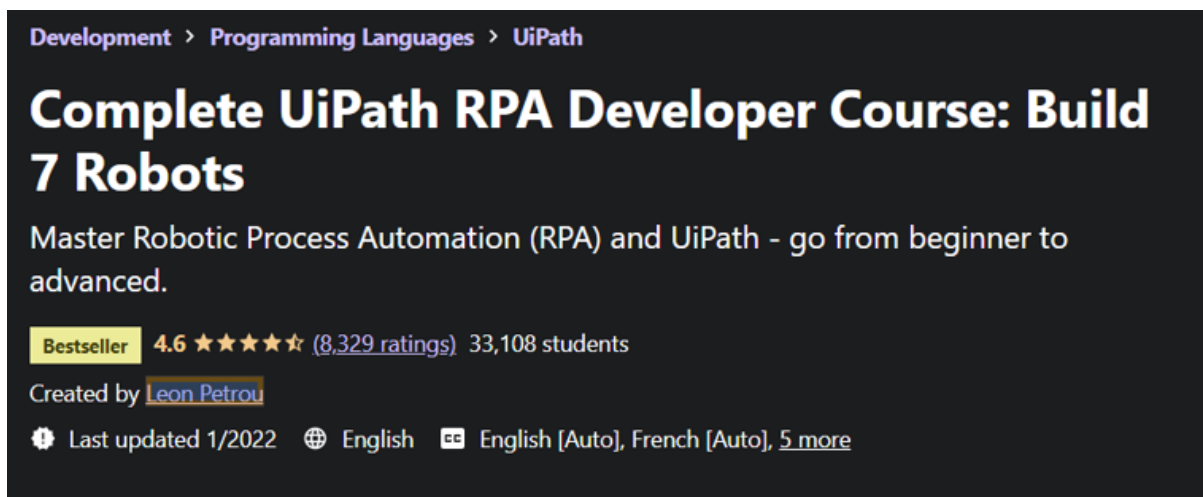 Development > Programming Languages > UiPath
Complete UiPath RPA Developer Course: Build
7 Robots
Master Robotic Process Automation (RPA) and UiPath - go from beginner to
advanced.
Bestseller 4.6 (8,329 ratings) 33,108 students
Created by Leon Petrou
Last updated 1/2022 English CC English [Auto], French [Auto], 5 more